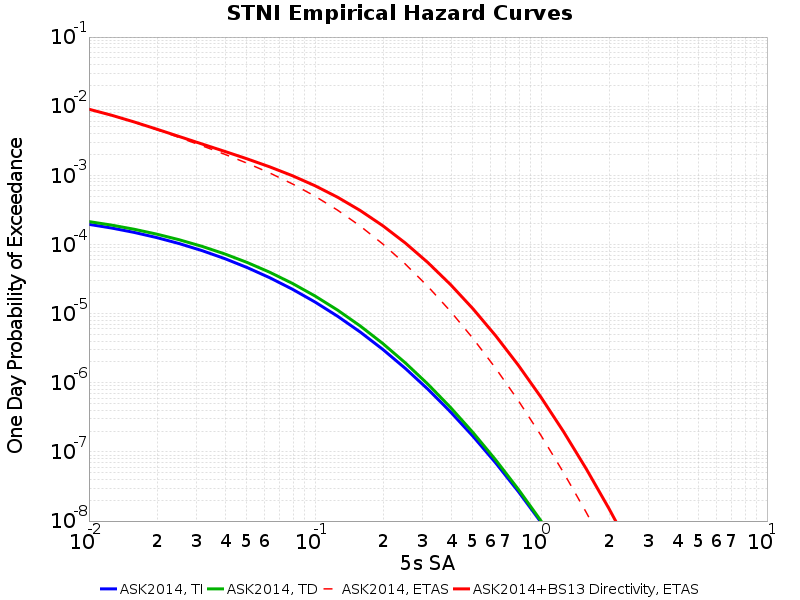 STNI Empirical Hazard Curves
One Day Probability of Exceedance
10^-1
10^-2
10^-3
10^-4
10^-5
10^-6
10^-7
10^-8
10^-2 2 3 4 5 6 10^-1 2 3 4 5 6 7 10^0 2 3 4 5 6 7 10^1
5s SA
ASK2014, TI ASK2014, TD ASK2014, ETAS ASK2014+BS13 Directivity, ETAS